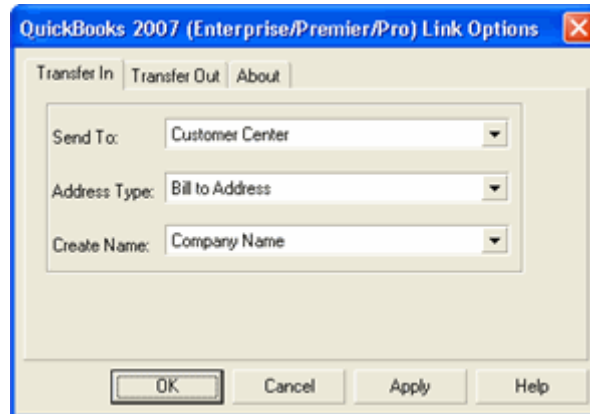 QuickBooks 2007 (Enterprise/Premier/Pro) Link Options
Transfer In Transfer Out About
Send To: Customer Center
Address Type: Bill to Address
Create Name: Company Name
OK Cancel Apply Help